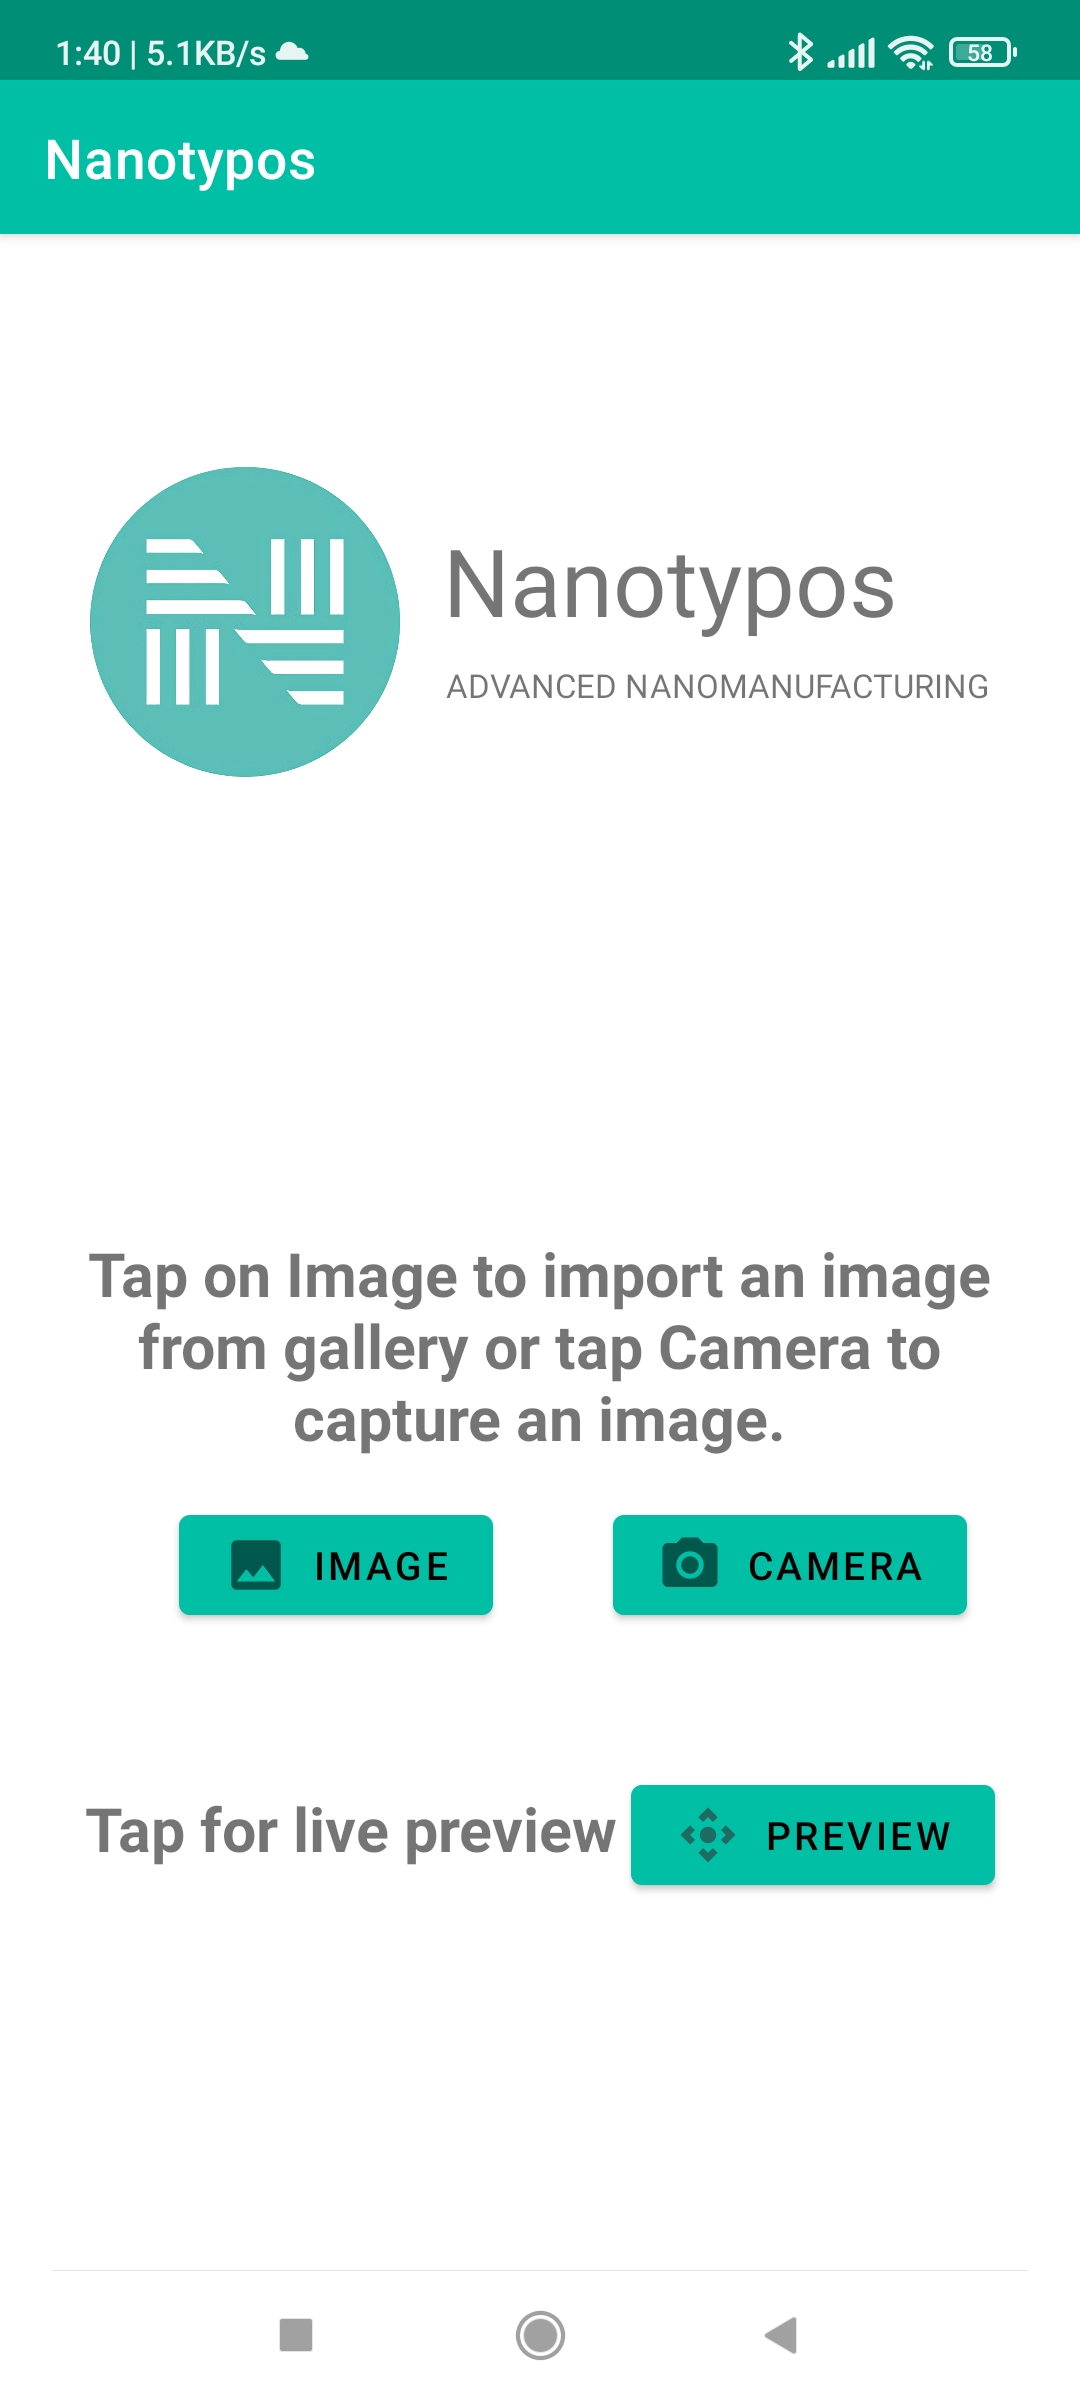 1:40 | 5.1KB/s
58
Nanotypos
Nanotypos
ADVANCED NANOMANUFACTURING
Tap on Image to import an image
from gallery or tap Camera to
capture an image.
IMAGE
CAMERA
Tap for live preview
PREVIEW